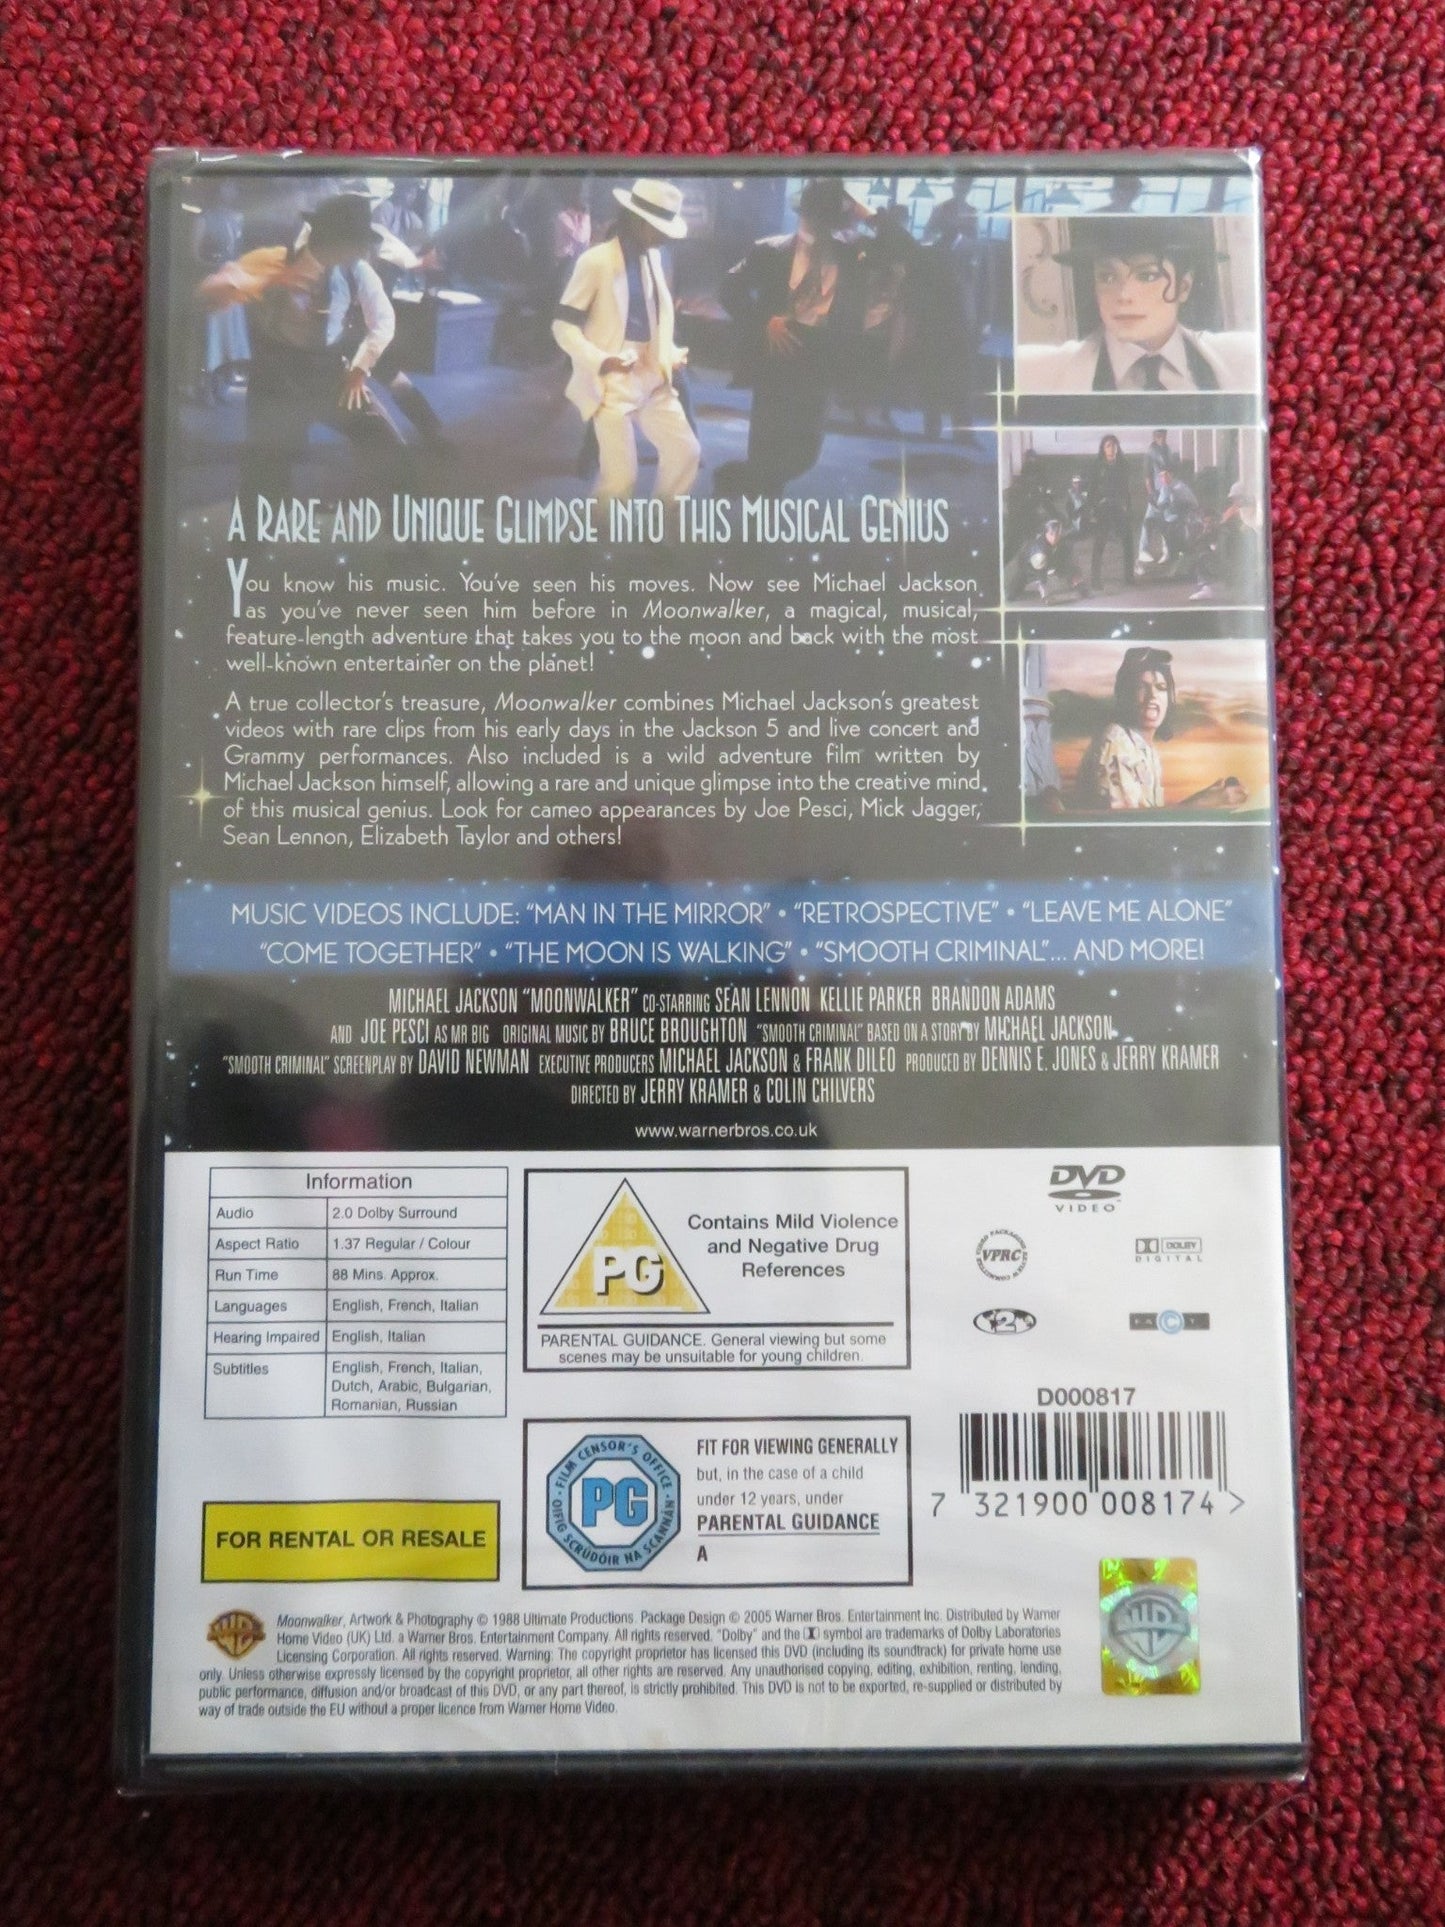 A RARE AND UNIQUE GLIMPSE INTO THIS MUSICAL GENIUS
You know his music. You've seen his moves. Now see Michael Jackson
as you've never seen him before in Moonwalker, a magical, musical,
feature-length adventure that takes you to the moon and back with the most
well-known entertainer on the planet!
A true collector's treasure, Moonwalker combines Michael Jackson's greatest
videos with rare clips from his early days in the Jackson 5 and live concert and
Grammy performances. Also included is a wild adventure film written by
Michael Jackson himself, allowing a rare and unique glimpse into the creative mind
of this musical genius. Look for cameo appearances by Joe Pesci, Mick Jagger,
Sean Lennon, Elizabeth Taylor and others!
MUSIC VIDEOS INCLUDE: "MAN IN THE MIRROR" • "RETROSPECTIVE" • "LEAVE ME ALONE"
"COME TOGETHER" • "THE MOON IS WALKING" • "SMOOTH CRIMINAL"... AND MORE!
MICHAEL JACKSON "MOONWALKER" CO-STARRING SEAN LENNON KELLIE PARKER BRANDON ADAMS
AND JOE PESCI AS MR BIG ORIGINAL MUSIC BY BRUCE BROUGHTON "SMOOTH CRIMINAL" BASED ON A STORY BY MICHAEL JACKSON
"SMOOTH CRIMINAL" SCREENPLAY BY DAVID NEWMAN EXECUTIVE PRODUCERS MICHAEL JACKSON & FRANK DILEO PRODUCED BY DENNIS E. JONES & JERRY KRAMER
DIRECTED BY JERRY KRAMER & COLIN CHILVERS
www.warnerbros.co.uk
Information
Audio 2.0 Dolby Surround
Aspect Ratio 1.37 Regular / Colour
Run Time 88 Mins. Approx.
Languages English, French, Italian
Hearing Impaired English, Italian
Subtitles English, French, Italian,
Dutch, Arabic, Bulgarian,
Romanian, Russian
FOR RENTAL OR RESALE
PG
Contains Mild Violence
and Negative Drug
References
PARENTAL GUIDANCE. General viewing but some
scenes may be unsuitable for young children.
FILM CENSOR'S OFFICE
PG
OIFIG SCRÚDÓIR NA SCANNÁN
FIT FOR VIEWING GENERALLY
but, in the case of a child
under 12 years, under
PARENTAL GUIDANCE
A
DVD
VIDEO
VIDEO PACKAGING REVIEW COMMITTEE
VPRC
DOLBY
DIGITAL
2
FACT
D000817
7 321900 008174 >
WB
Moonwalker, Artwork & Photography © 1988 Ultimate Productions. Package Design © 2005 Warner Bros. Entertainment Inc. Distributed by Warner
Home Video (UK) Ltd. a Warner Bros. Entertainment Company. All rights reserved. "Dolby" and the symbol are trademarks of Dolby Laboratories
Licensing Corporation. All rights reserved. Warning: The copyright proprietor has licensed this DVD (including its soundtrack) for private home use
only. Unless otherwise expressly licensed by the copyright proprietor, all other rights are reserved. Any unauthorised copying, editing, exhibition, renting, lending,
public performance, diffusion and/or broadcast of this DVD, or any part thereof, is strictly prohibited. This DVD is not to be exported, re-supplied or distributed by
way of trade outside the EU without a proper licence from Warner Home Video.
WB